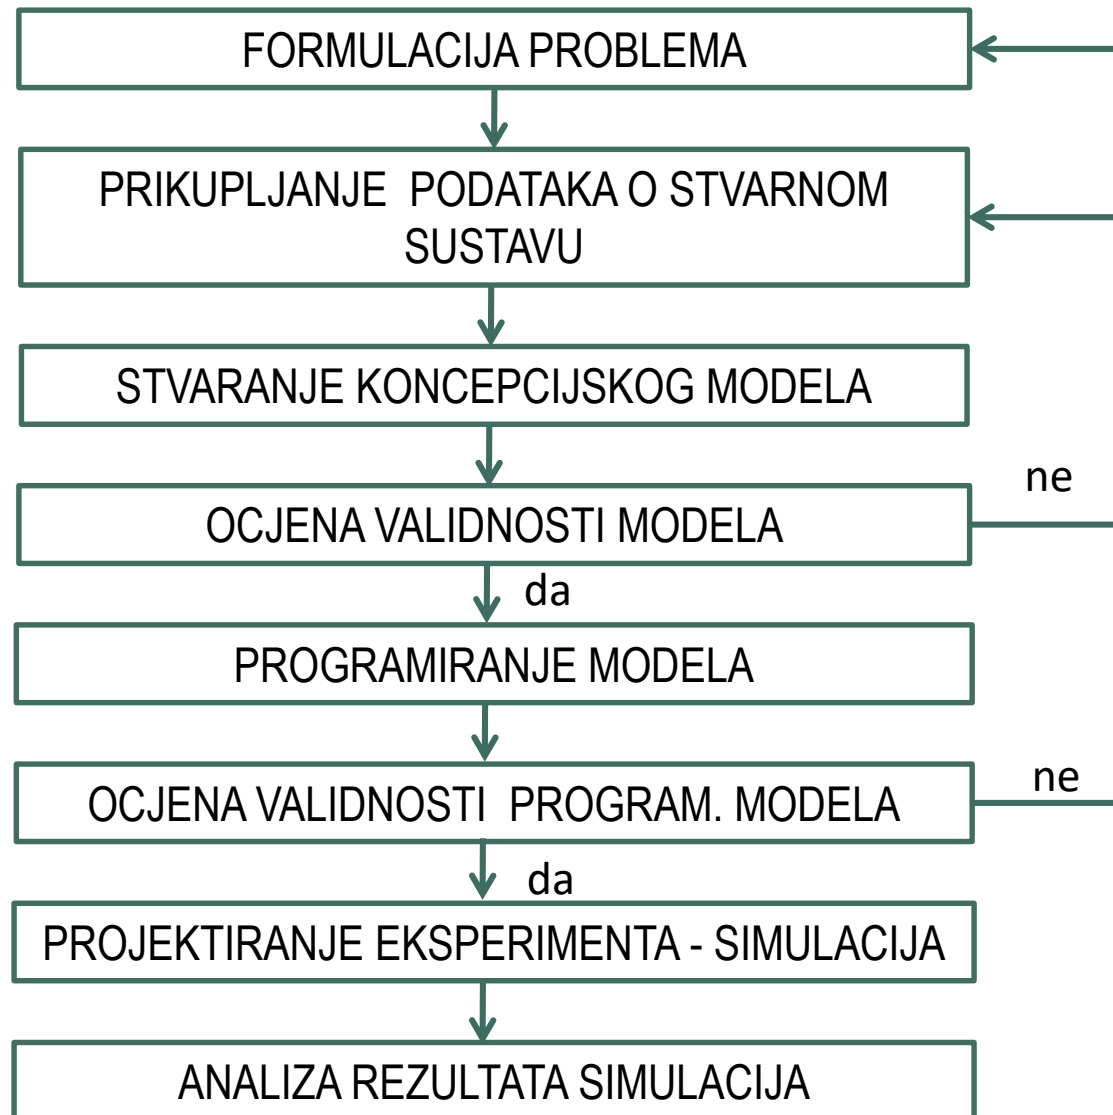 FORMULACIJA PROBLEMA
PRIKUPLJANJE PODATAKA O STVARNOM
SUSTAVU
STVARANJE KONCEPCIJSKOG MODELA
ne
OCJENA VALIDNOSTI MODELA
da
PROGRAMIRANJE MODELA
ne
OCJENA VALIDNOSTI PROGRAM. MODELA
da
PROJEKTIRANJE EKSPERIMENTA - SIMULACIJA
ANALIZA REZULTATA SIMULACIJA